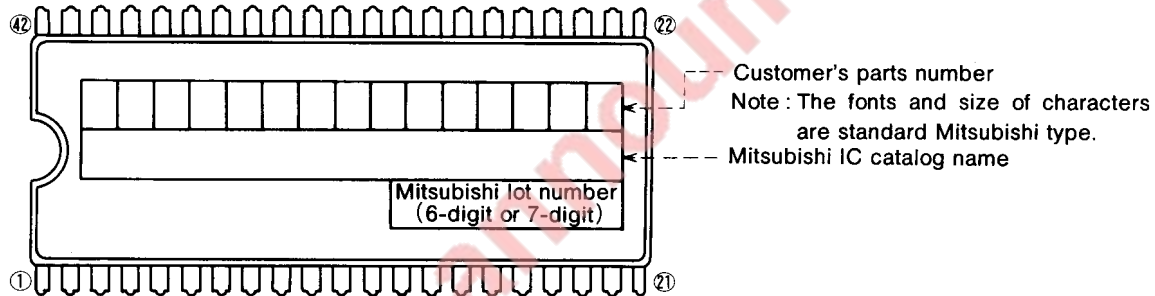 ㊷ ㉒
Customer's parts number
Note : The fonts and size of characters
are standard Mitsubishi type.
Mitsubishi IC catalog name
Mitsubishi lot number
(6-digit or 7-digit)
① ㉑